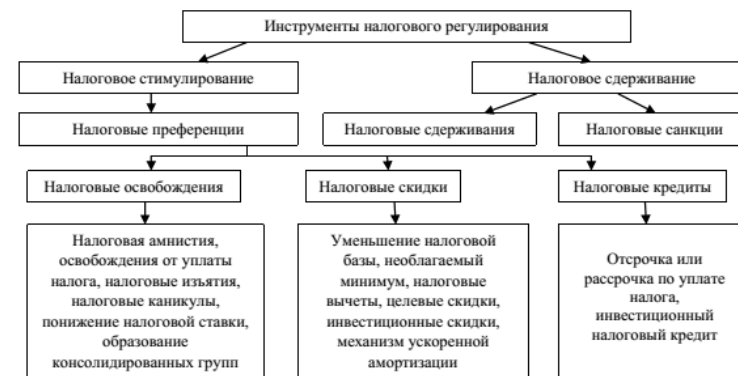 Инструменты налогового регулирования
Налоговое стимулирование
Налоговое сдерживание
Налоговые преференции
Налоговые сдерживания
Налоговые санкции
Налоговые освобождения
Налоговые скидки
Налоговые кредиты
Налоговая амнистия,
освобождения от уплаты
налога, налоговые изъятия,
налоговые каникулы,
понижение налоговой ставки,
образование
консолидированных групп
Уменьшение налоговой
базы, необлагаемый
минимум, налоговые
вычеты, целевые скидки,
инвестиционные скидки,
механизм ускоренной
амортизации
Отсрочка или
рассрочка по уплате
налога,
инвестиционный
налоговый кредит